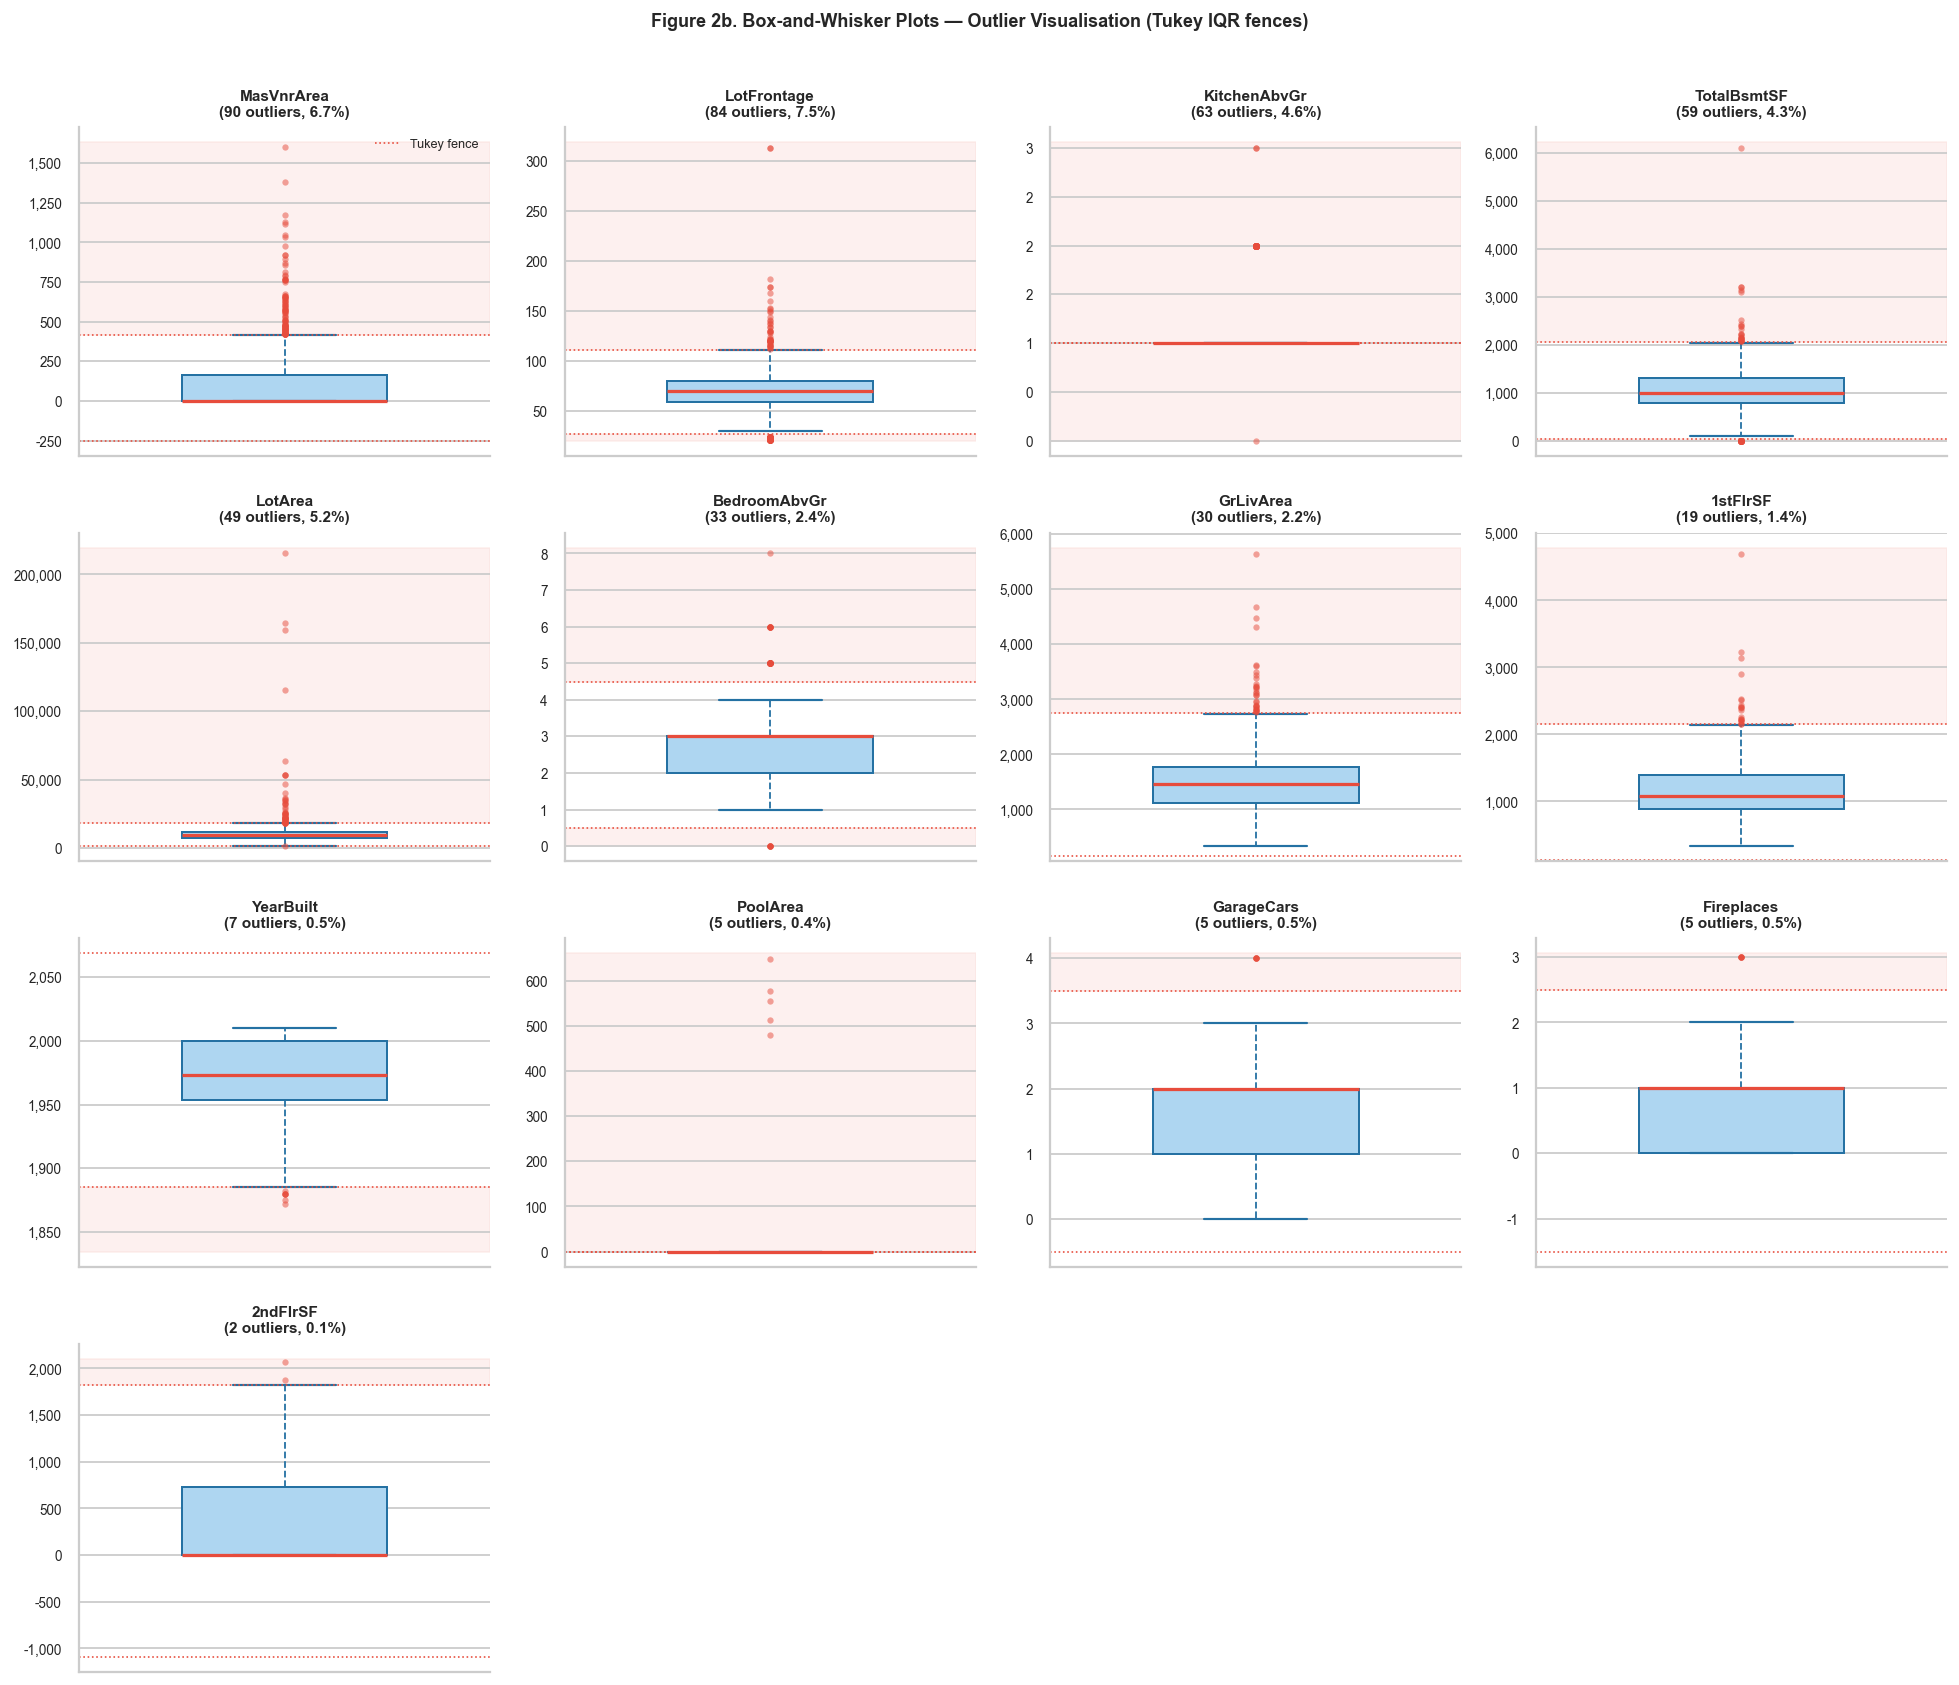 Figure 2b. Box-and-Whisker Plots — Outlier Visualisation (Tukey IQR fences)
MasVnrArea
(90 outliers, 6.7%)
Tukey fence
1,500
1,250
1,000
750
500
250
0
-250
LotFrontage
(84 outliers, 7.5%)
300
250
200
150
100
50
KitchenAbvGr
(63 outliers, 4.6%)
3
2
2
2
1
0
0
TotalBsmtSF
(59 outliers, 4.3%)
6,000
5,000
4,000
3,000
2,000
1,000
0
LotArea
(49 outliers, 5.2%)
200,000
150,000
100,000
50,000
0
BedroomAbvGr
(33 outliers, 2.4%)
8
7
6
5
4
3
2
1
0
GrLivArea
(30 outliers, 2.2%)
6,000
5,000
4,000
3,000
2,000
1,000
1stFlrSF
(19 outliers, 1.4%)
5,000
4,000
3,000
2,000
1,000
YearBuilt
(7 outliers, 0.5%)
2,050
2,000
1,950
1,900
1,850
PoolArea
(5 outliers, 0.4%)
600
500
400
300
200
100
0
GarageCars
(5 outliers, 0.5%)
4
3
2
1
0
Fireplaces
(5 outliers, 0.5%)
3
2
1
0
-1
2ndFlrSF
(2 outliers, 0.1%)
2,000
1,500
1,000
500
0
-500
-1,000